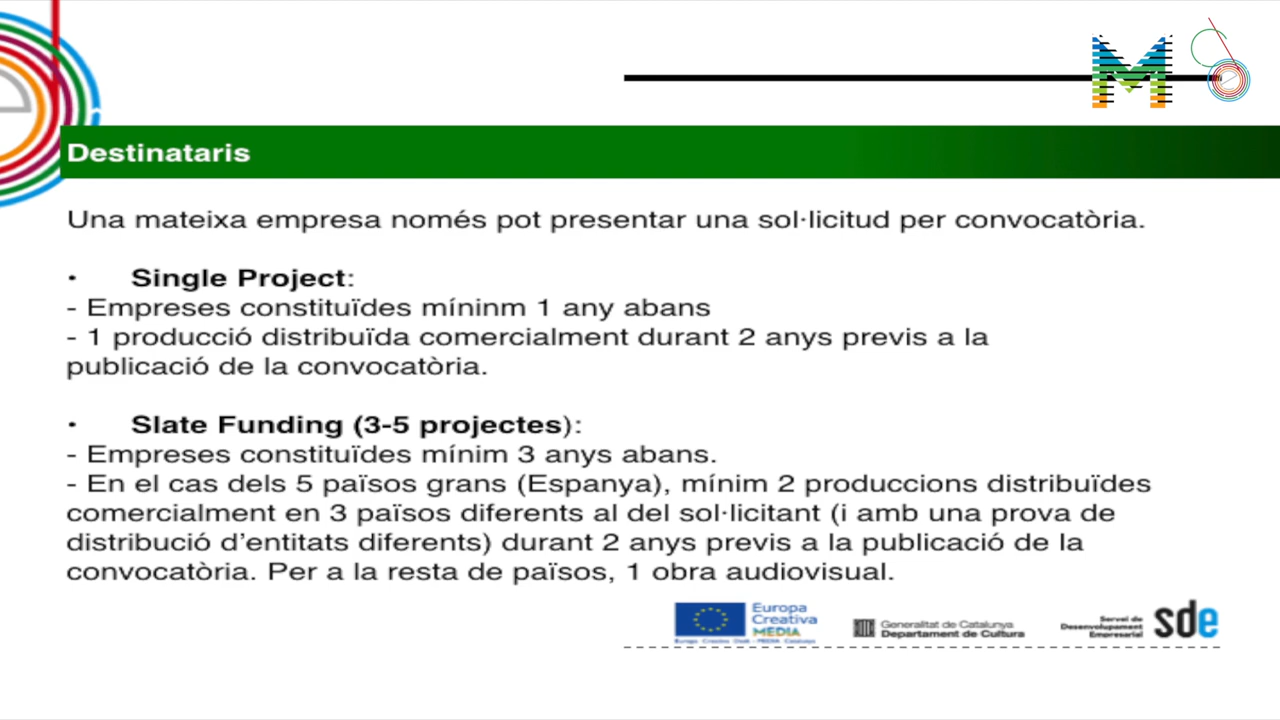 Destinataris
Una mateixa empresa només pot presentar una sol·licitud per convocatòria.
• Single Project:
- Empreses constituïdes míninm 1 any abans
- 1 producció distribuïda comercialment durant 2 anys previs a la
publicació de la convocatòria.
• Slate Funding (3-5 projectes):
- Empreses constituïdes mínim 3 anys abans.
- En el cas dels 5 països grans (Espanya), mínim 2 produccions distribuïdes
comercialment en 3 països diferents al del sol·licitant (i amb una prova de
distribució d'entitats diferents) durant 2 anys previs a la publicació de la
convocatòria. Per a la resta de països, 1 obra audiovisual.
Europa
Creativa
MEDIA
Europa Creativa Desk - MEDIA Catalunya
Generalitat de Catalunya
Departament de Cultura
Servei de
Desenvolupament
Empresarial
sde